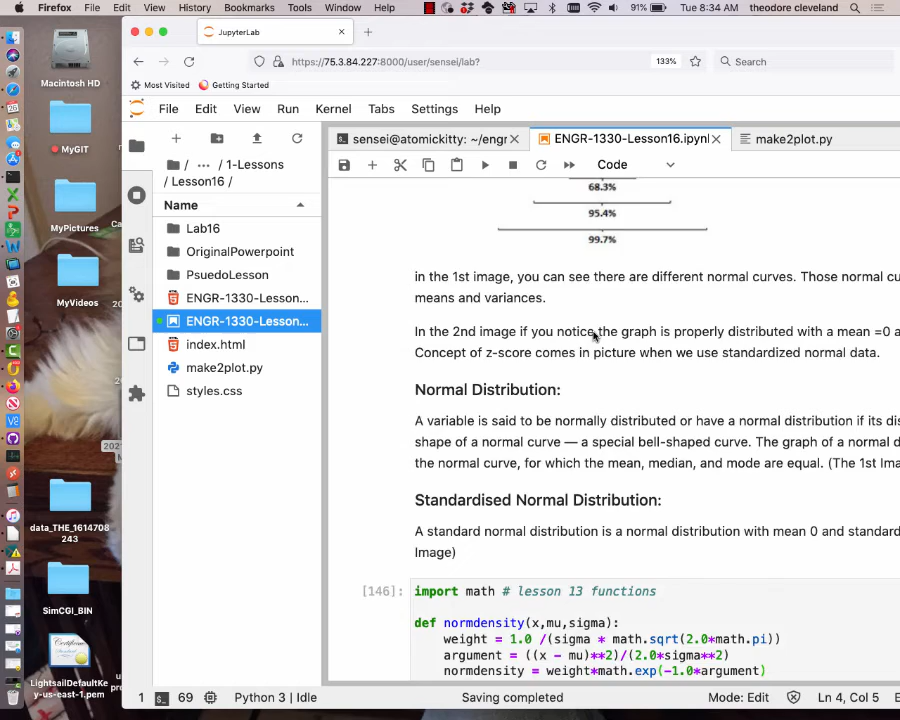 Firefox File Edit View History Bookmarks Tools Window Help 91% Tue 8:34 AM theodore cleveland
Macintosh HD
MyGIT
MyPictures
MyVideos
data_THE_1614708
243
SimCGI_BIN
LightsailDefaultKe
y-us-east-1.pem
JupyterLab
https://75.3.84.227:8000/user/sensei/lab? 133% Search
Most Visited Getting Started
File Edit View Run Kernel Tabs Settings Help
/ ... / 1-Lessons
/ Lesson16 /
Name
Lab16
OriginalPowerpoint
PsuedoLesson
ENGR-1330-Lesson...
ENGR-1330-Lesson...
index.html
make2plot.py
styles.css
sensei@atomickitty: ~/engr ENGR-1330-Lesson16.ipynl make2plot.py
Code
68.3%
95.4%
99.7%
in the 1st image, you can see there are different normal curves. Those normal cu
means and variances.
In the 2nd image if you notice the graph is properly distributed with a mean =0 a
Concept of z-score comes in picture when we use standardized normal data.
Normal Distribution:
A variable is said to be normally distributed or have a normal distribution if its dis
shape of a normal curve — a special bell-shaped curve. The graph of a normal d
the normal curve, for which the mean, median, and mode are equal. (The 1st Ima
Standardised Normal Distribution:
A standard normal distribution is a normal distribution with mean 0 and standard
Image)
[146]: import math # lesson 13 functions
def normdensity(x,mu,sigma):
weight = 1.0 /(sigma * math.sqrt(2.0*math.pi))
argument = ((x - mu)**2)/(2.0*sigma**2)
normdensity = weight*math.exp(-1.0*argument)
1 69 Python 3 | Idle Saving completed Mode: Edit Ln 4, Col 5